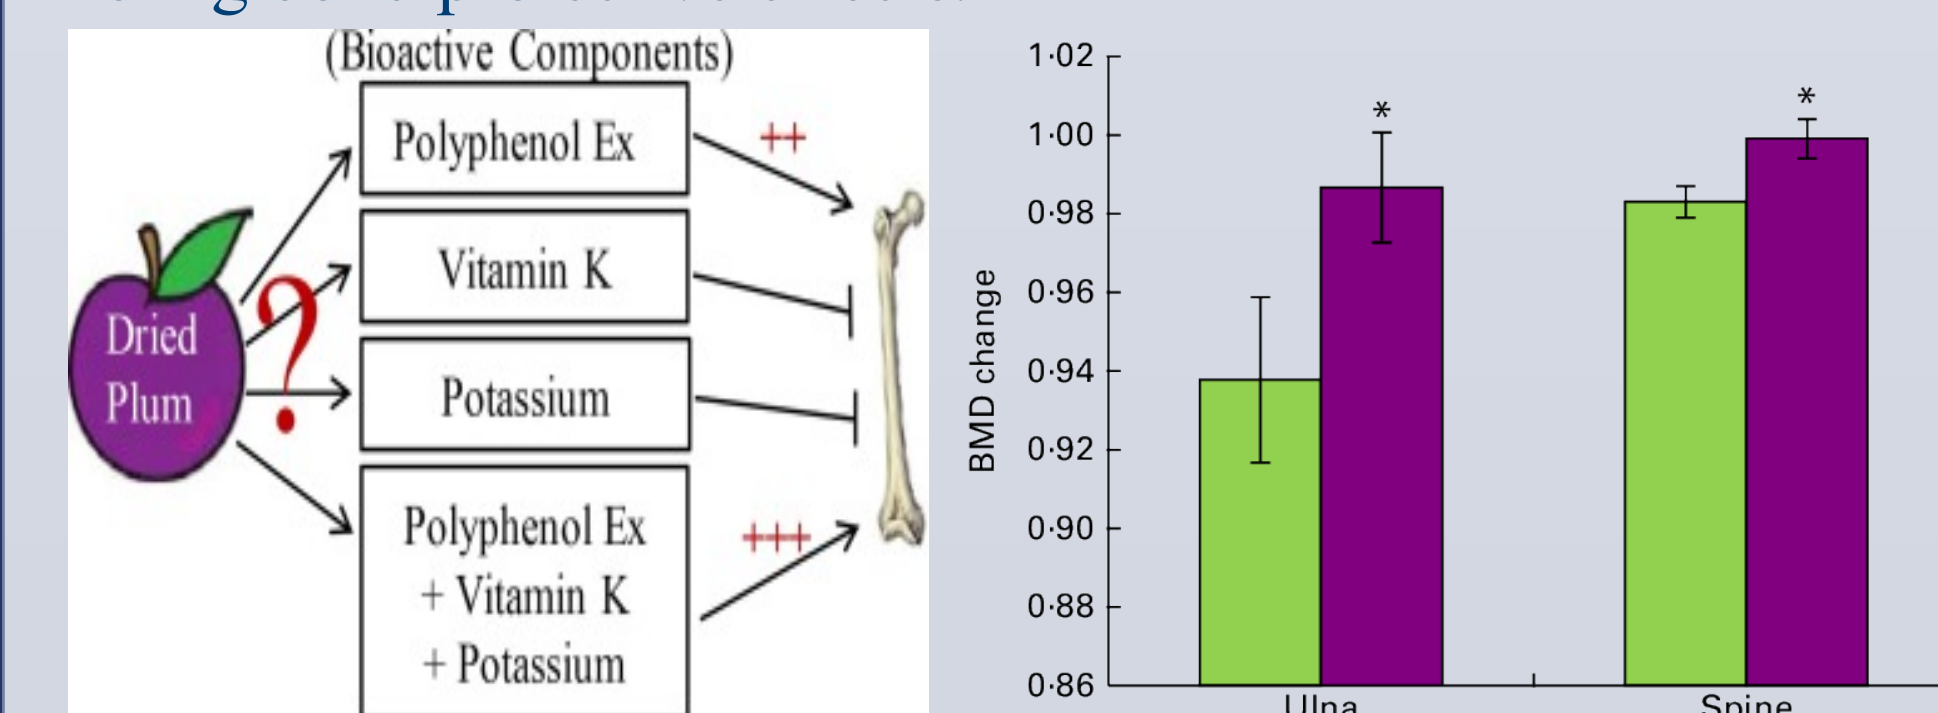 (Bioactive Components)
Dried
Plum
?
Polyphenol Ex
++
Vitamin K
Potassium
Polyphenol Ex
+ Vitamin K
+ Potassium
+++
BMD change
1·02
1·00
0·98
0·96
0·94
0·92
0·90
0·88
0·86
*
*
Ulna
Spine